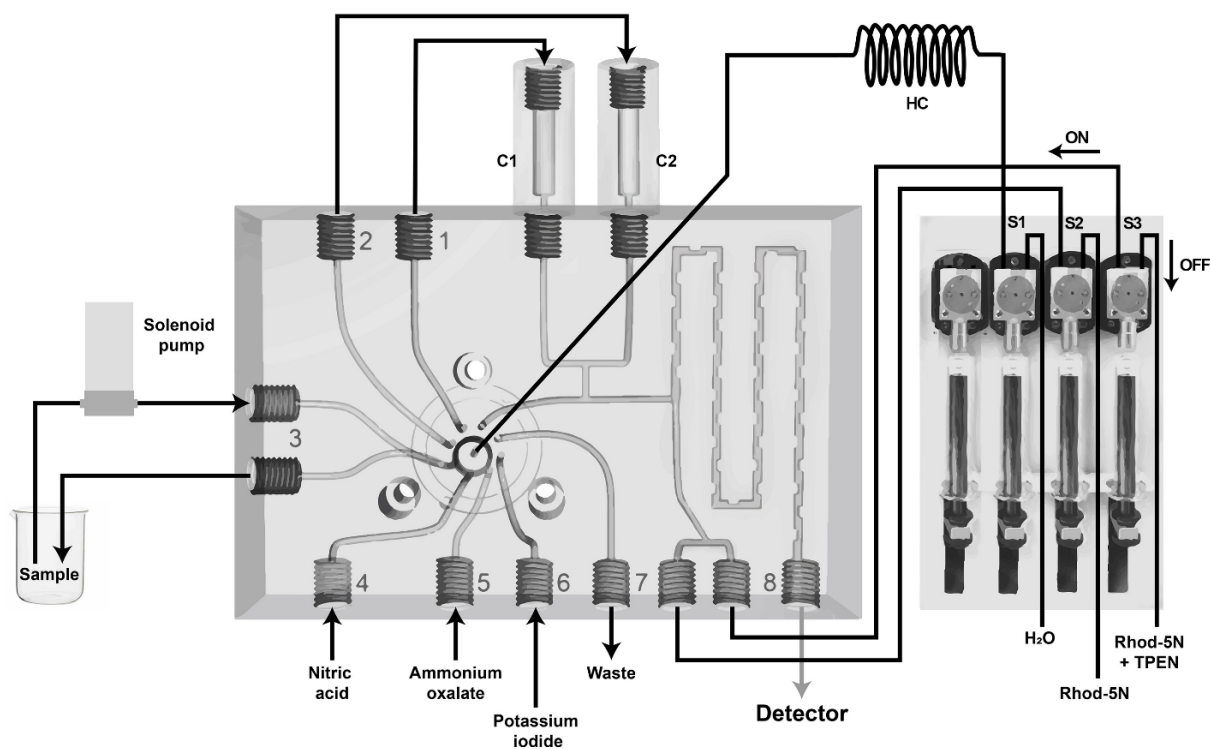 HC
ON
C1
C2
S1
S2
S3
OFF
2
1
Solenoid
pump
3
Sample
4
5
6
7
8
Nitric
acid
Ammonium
oxalate
Potassium
iodide
Waste
Detector
H₂O
Rhod-5N
Rhod-5N
+ TPEN